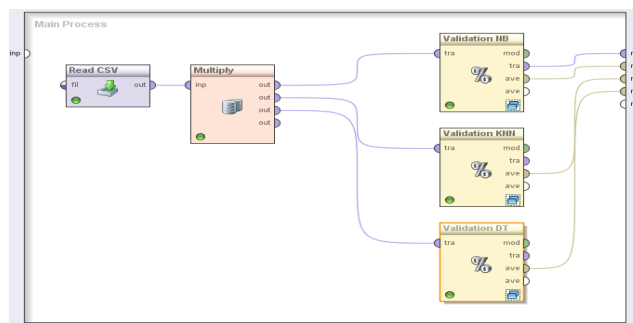 Main Process
inp
Read CSV
fil out
Multiply
inp out
out
out
out
Validation NB
tra mod
tra
ave
ave
Validation KNN
tra mod
tra
ave
ave
Validation DT
tra mod
tra
ave
ave